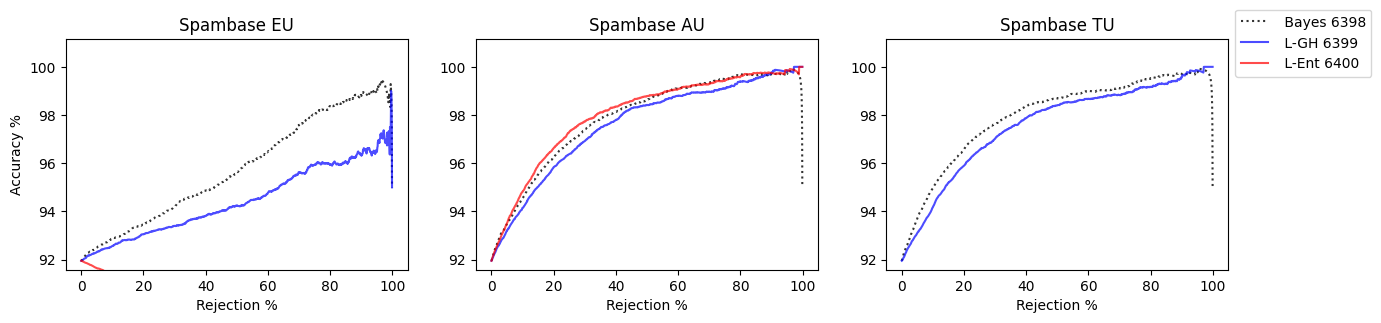 Spambase EU
Spambase AU
Spambase TU
Bayes 6398
L-GH 6399
L-Ent 6400
Accuracy %
100
98
96
94
92
0 20 40 60 80 100
Rejection %
100
98
96
94
92
0 20 40 60 80 100
Rejection %
100
98
96
94
92
0 20 40 60 80 100
Rejection %